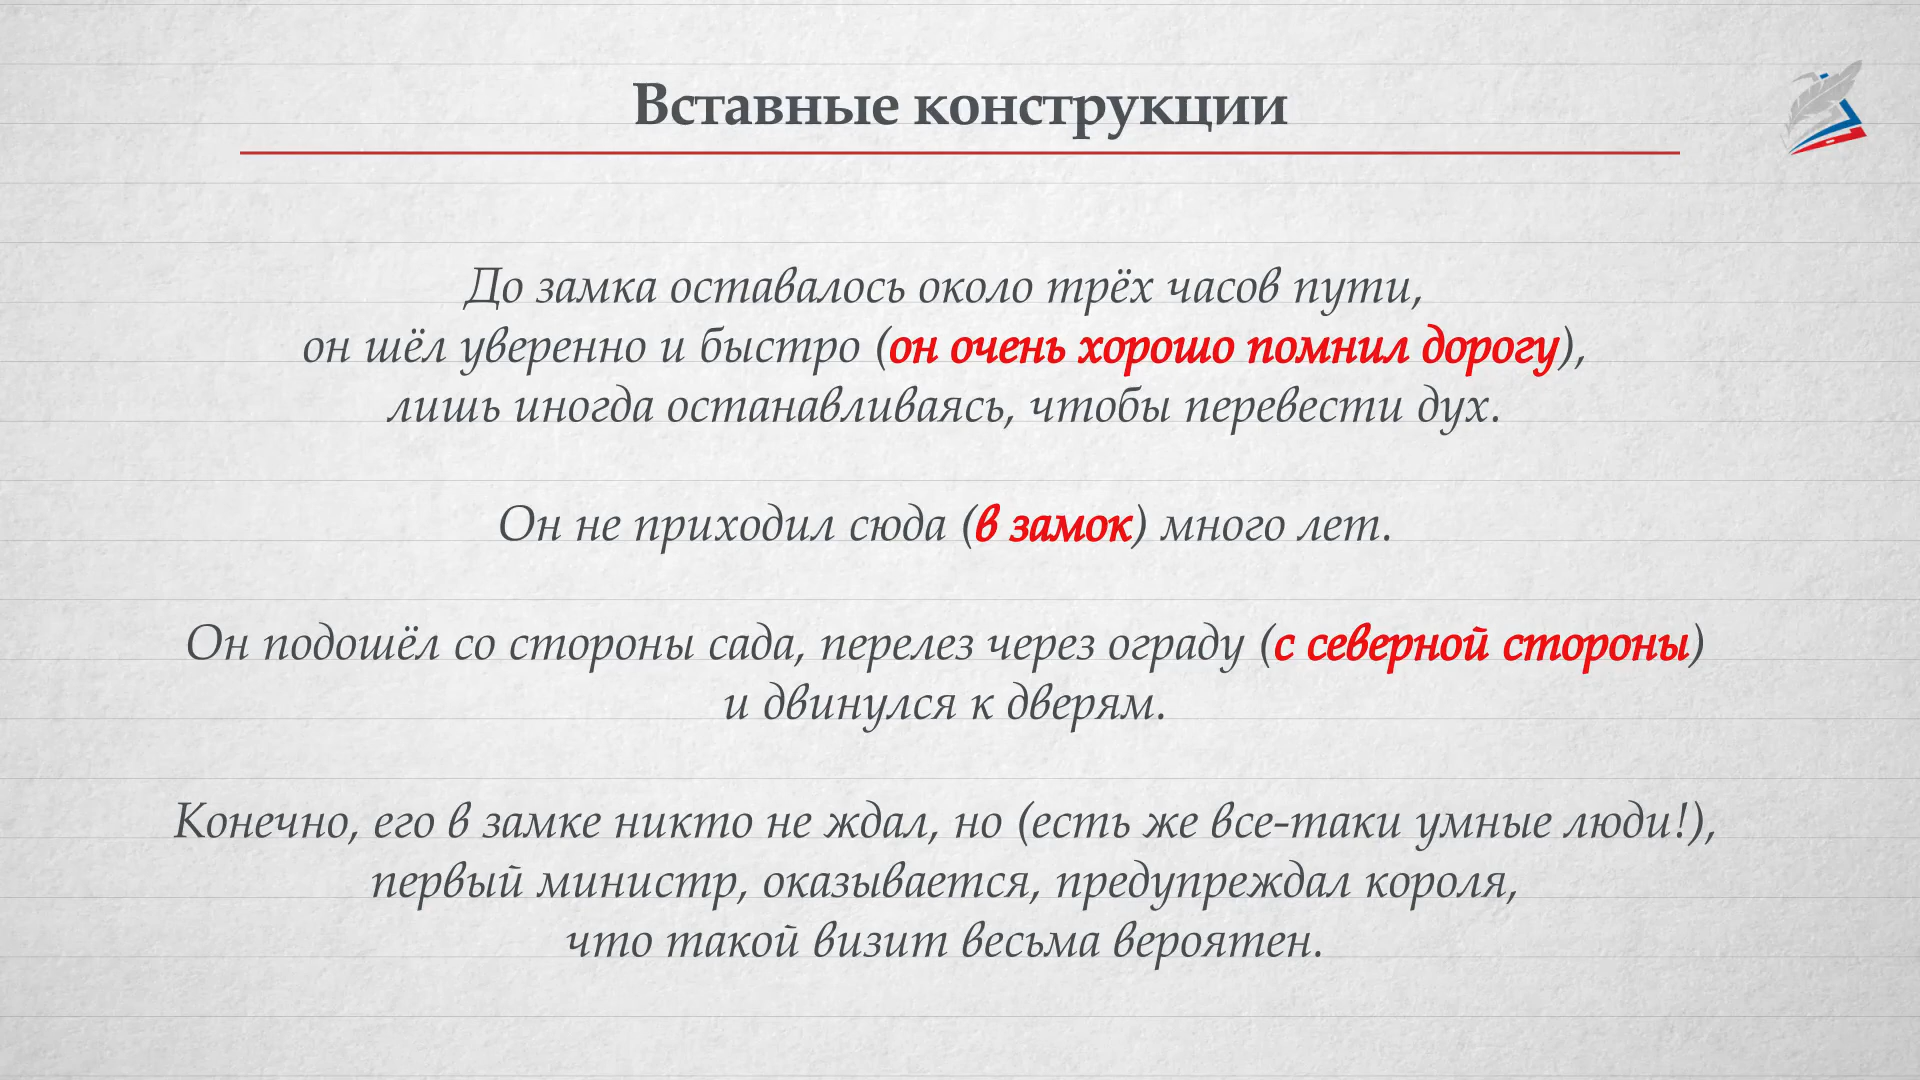 Вставные конструкции
До замка оставалось около трёх часов пути,
он шёл уверенно и быстро (он очень хорошо помнил дорогу),
лишь иногда останавливаясь, чтобы перевести дух.
Он не приходил сюда (в замок) много лет.
Он подошёл со стороны сада, перелез через ограду (с северной стороны)
и двинулся к дверям.
Конечно, его в замке никто не ждал, но (есть же все-таки умные люди!),
первый министр, оказывается, предупреждал короля,
что такой визит весьма вероятен.